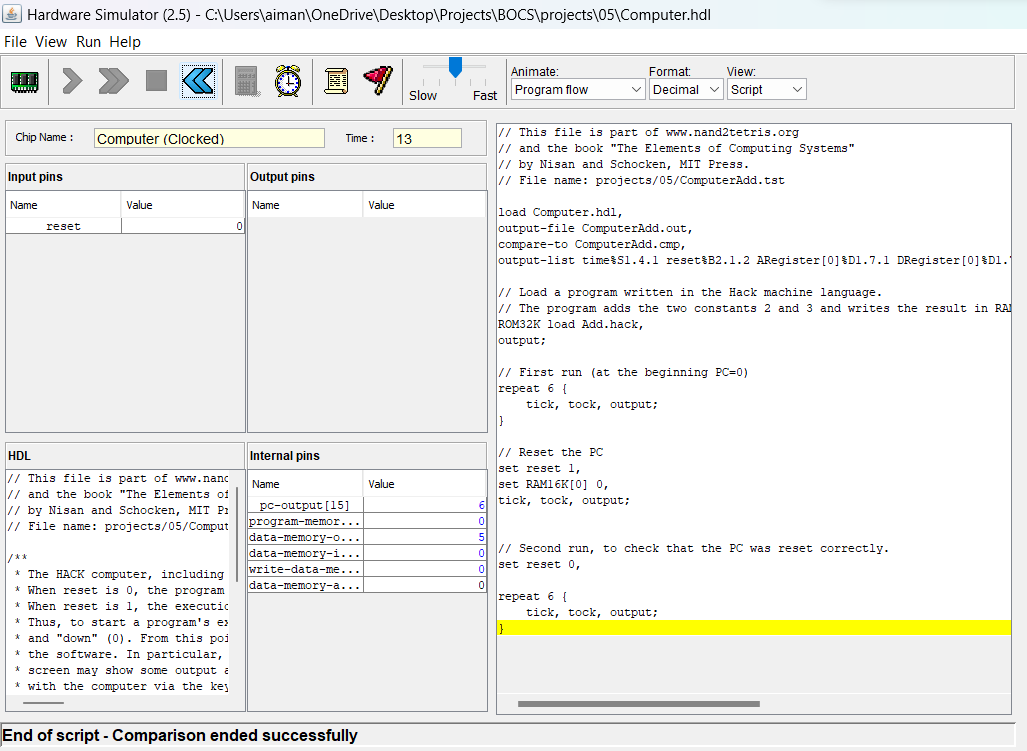 Hardware Simulator (2.5) - C:\Users\aiman\OneDrive\Desktop\Projects\BOCS\projects\05\Computer.hdl
File View Run Help
Slow Fast
Animate: Format: View:
Program flow Decimal Script
Chip Name : Computer (Clocked) Time : 13
Input pins
Name Value
reset 0
Output pins
Name Value
HDL
// This file is part of www.nand
// and the book "The Elements of
// by Nisan and Schocken, MIT Pr
// File name: projects/05/Comput
/**
* The HACK computer, including
* When reset is 0, the program
* When reset is 1, the executio
* Thus, to start a program's ex
* and "down" (0). From this poi
* the software. In particular,
* screen may show some output a
* with the computer via the key
Internal pins
Name Value
pc-output[15] 6
program-memor... 0
data-memory-o... 5
data-memory-i... 0
write-data-me... 0
data-memory-a... 0
// This file is part of www.nand2tetris.org
// and the book "The Elements of Computing Systems"
// by Nisan and Schocken, MIT Press.
// File name: projects/05/ComputerAdd.tst
load Computer.hdl,
output-file ComputerAdd.out,
compare-to ComputerAdd.cmp,
output-list time%S1.4.1 reset%B2.1.2 ARegister[0]%D1.7.1 DRegister[0]%D1.
// Load a program written in the Hack machine language.
// The program adds the two constants 2 and 3 and writes the result in RA
ROM32K load Add.hack,
output;
// First run (at the beginning PC=0)
repeat 6 {
tick, tock, output;
}
// Reset the PC
set reset 1,
set RAM16K[0] 0,
tick, tock, output;
// Second run, to check that the PC was reset correctly.
set reset 0,
repeat 6 {
tick, tock, output;
}
End of script - Comparison ended successfully